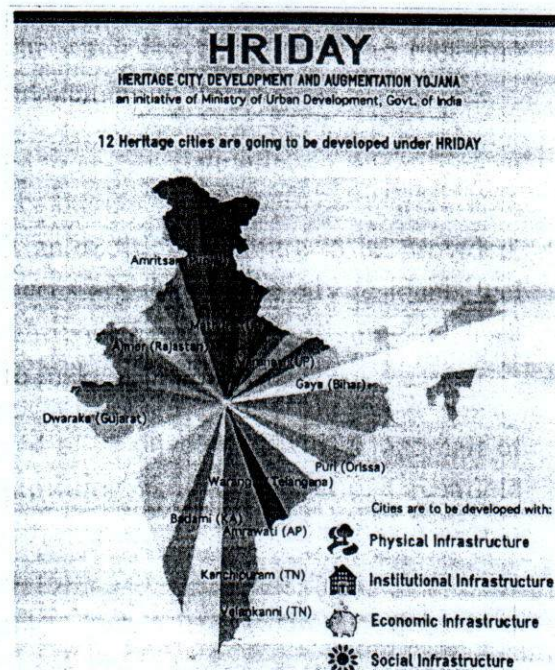 HRIDAY
HERITAGE CITY DEVELOPMENT AND AUGMENTATION YOJANA
an initiative of Ministry of Urban Development, Govt. of India
12 Heritage cities are going to be developed under HRIDAY
Amritsar
(Rajastan)
(UP)
Gaya (Bihar)
Dwaraka (Gujarat)
Puri (Orissa)
(Telangana)
Cities are to be developed with:
Badami (KA)
(AP)
Physical Infrastructure
Kanchipuram (TN)
Institutional Infrastructure
Velankanni (TN)
Economic Infrastructure
Social Infrastructure